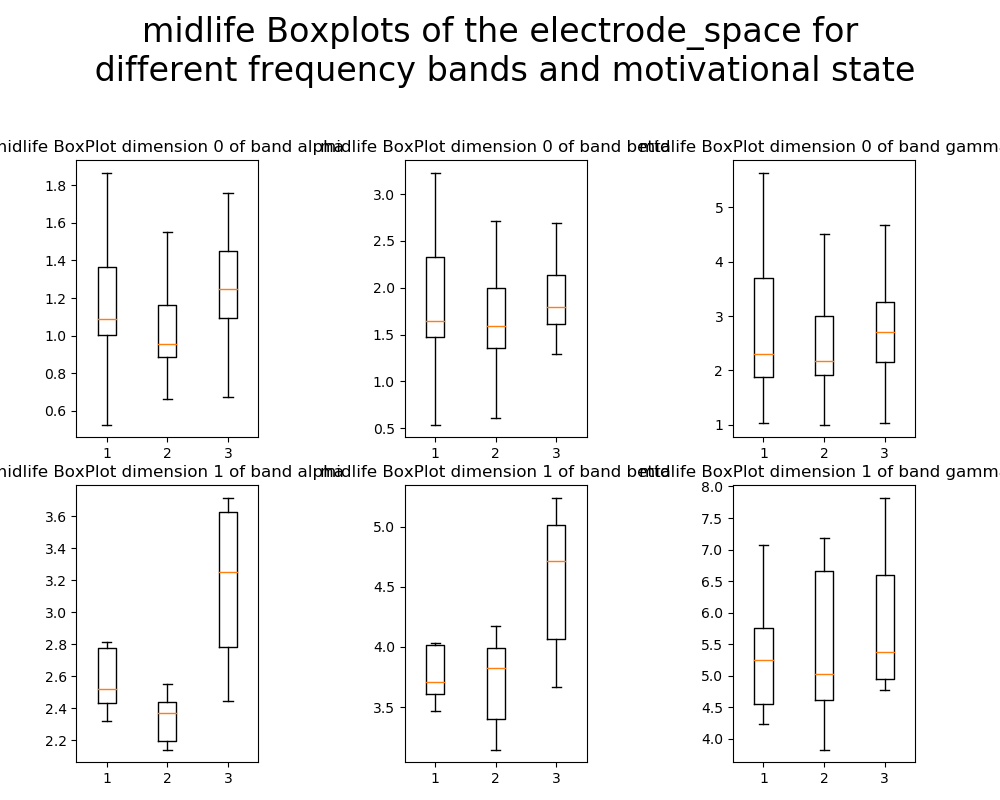 midlife Boxplots of the electrode_space for
different frequency bands and motivational state
midlife BoxPlot dimension 0 of band alpha
midlife BoxPlot dimension 0 of band betta
midlife BoxPlot dimension 0 of band gamma
1.8
1.6
1.4
1.2
1.0
0.8
0.6
1 2 3
3.0
2.5
2.0
1.5
1.0
0.5
1 2 3
5
4
3
2
1
1 2 3
midlife BoxPlot dimension 1 of band alpha
midlife BoxPlot dimension 1 of band betta
midlife BoxPlot dimension 1 of band gamma
3.6
3.4
3.2
3.0
2.8
2.6
2.4
2.2
1 2 3
5.0
4.5
4.0
3.5
1 2 3
8.0
7.5
7.0
6.5
6.0
5.5
5.0
4.5
4.0
1 2 3